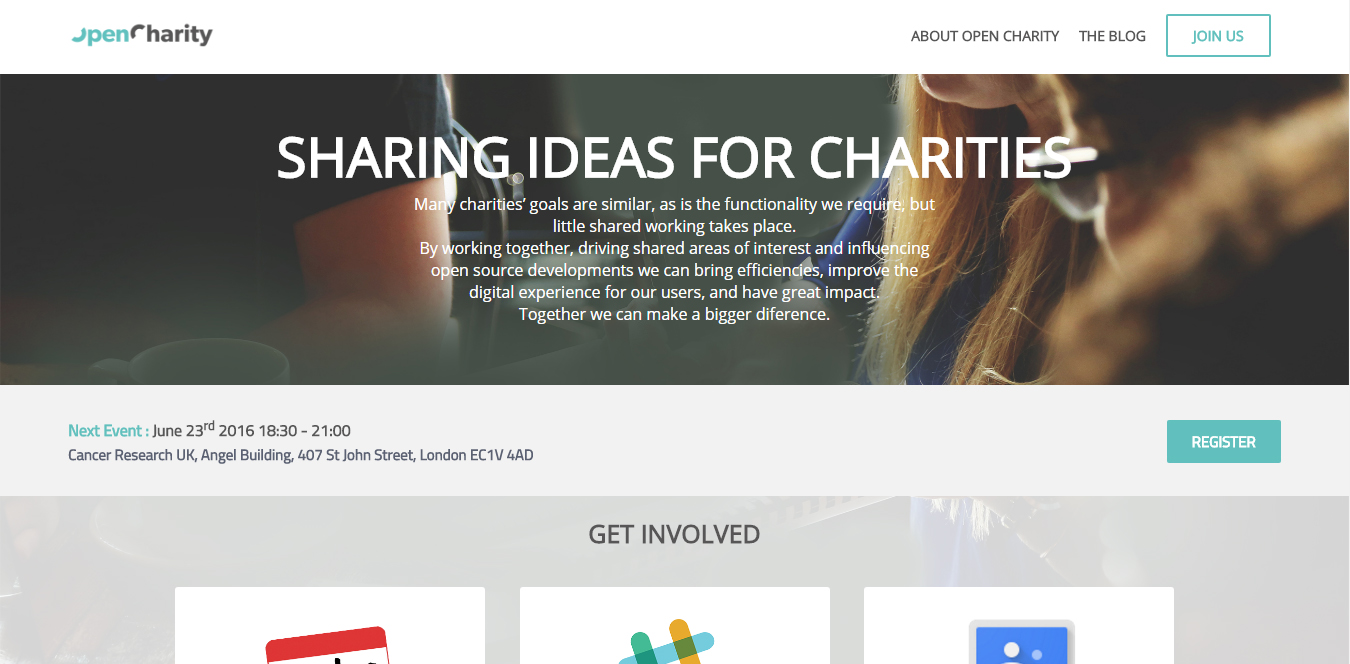 OpenCharity
ABOUT OPEN CHARITY
THE BLOG
JOIN US
SHARING IDEAS FOR CHARITIES
Many charities’ goals are similar, as is the functionality we require, but
little shared working takes place.
By working together, driving shared areas of interest and influencing
open source developments we can bring efficiencies, improve the
digital experience for our users, and have great impact.
Together we can make a bigger diference.
Next Event : June 23rd 2016 18:30 - 21:00
Cancer Research UK, Angel Building, 407 St John Street, London EC1V 4AD
REGISTER
GET INVOLVED